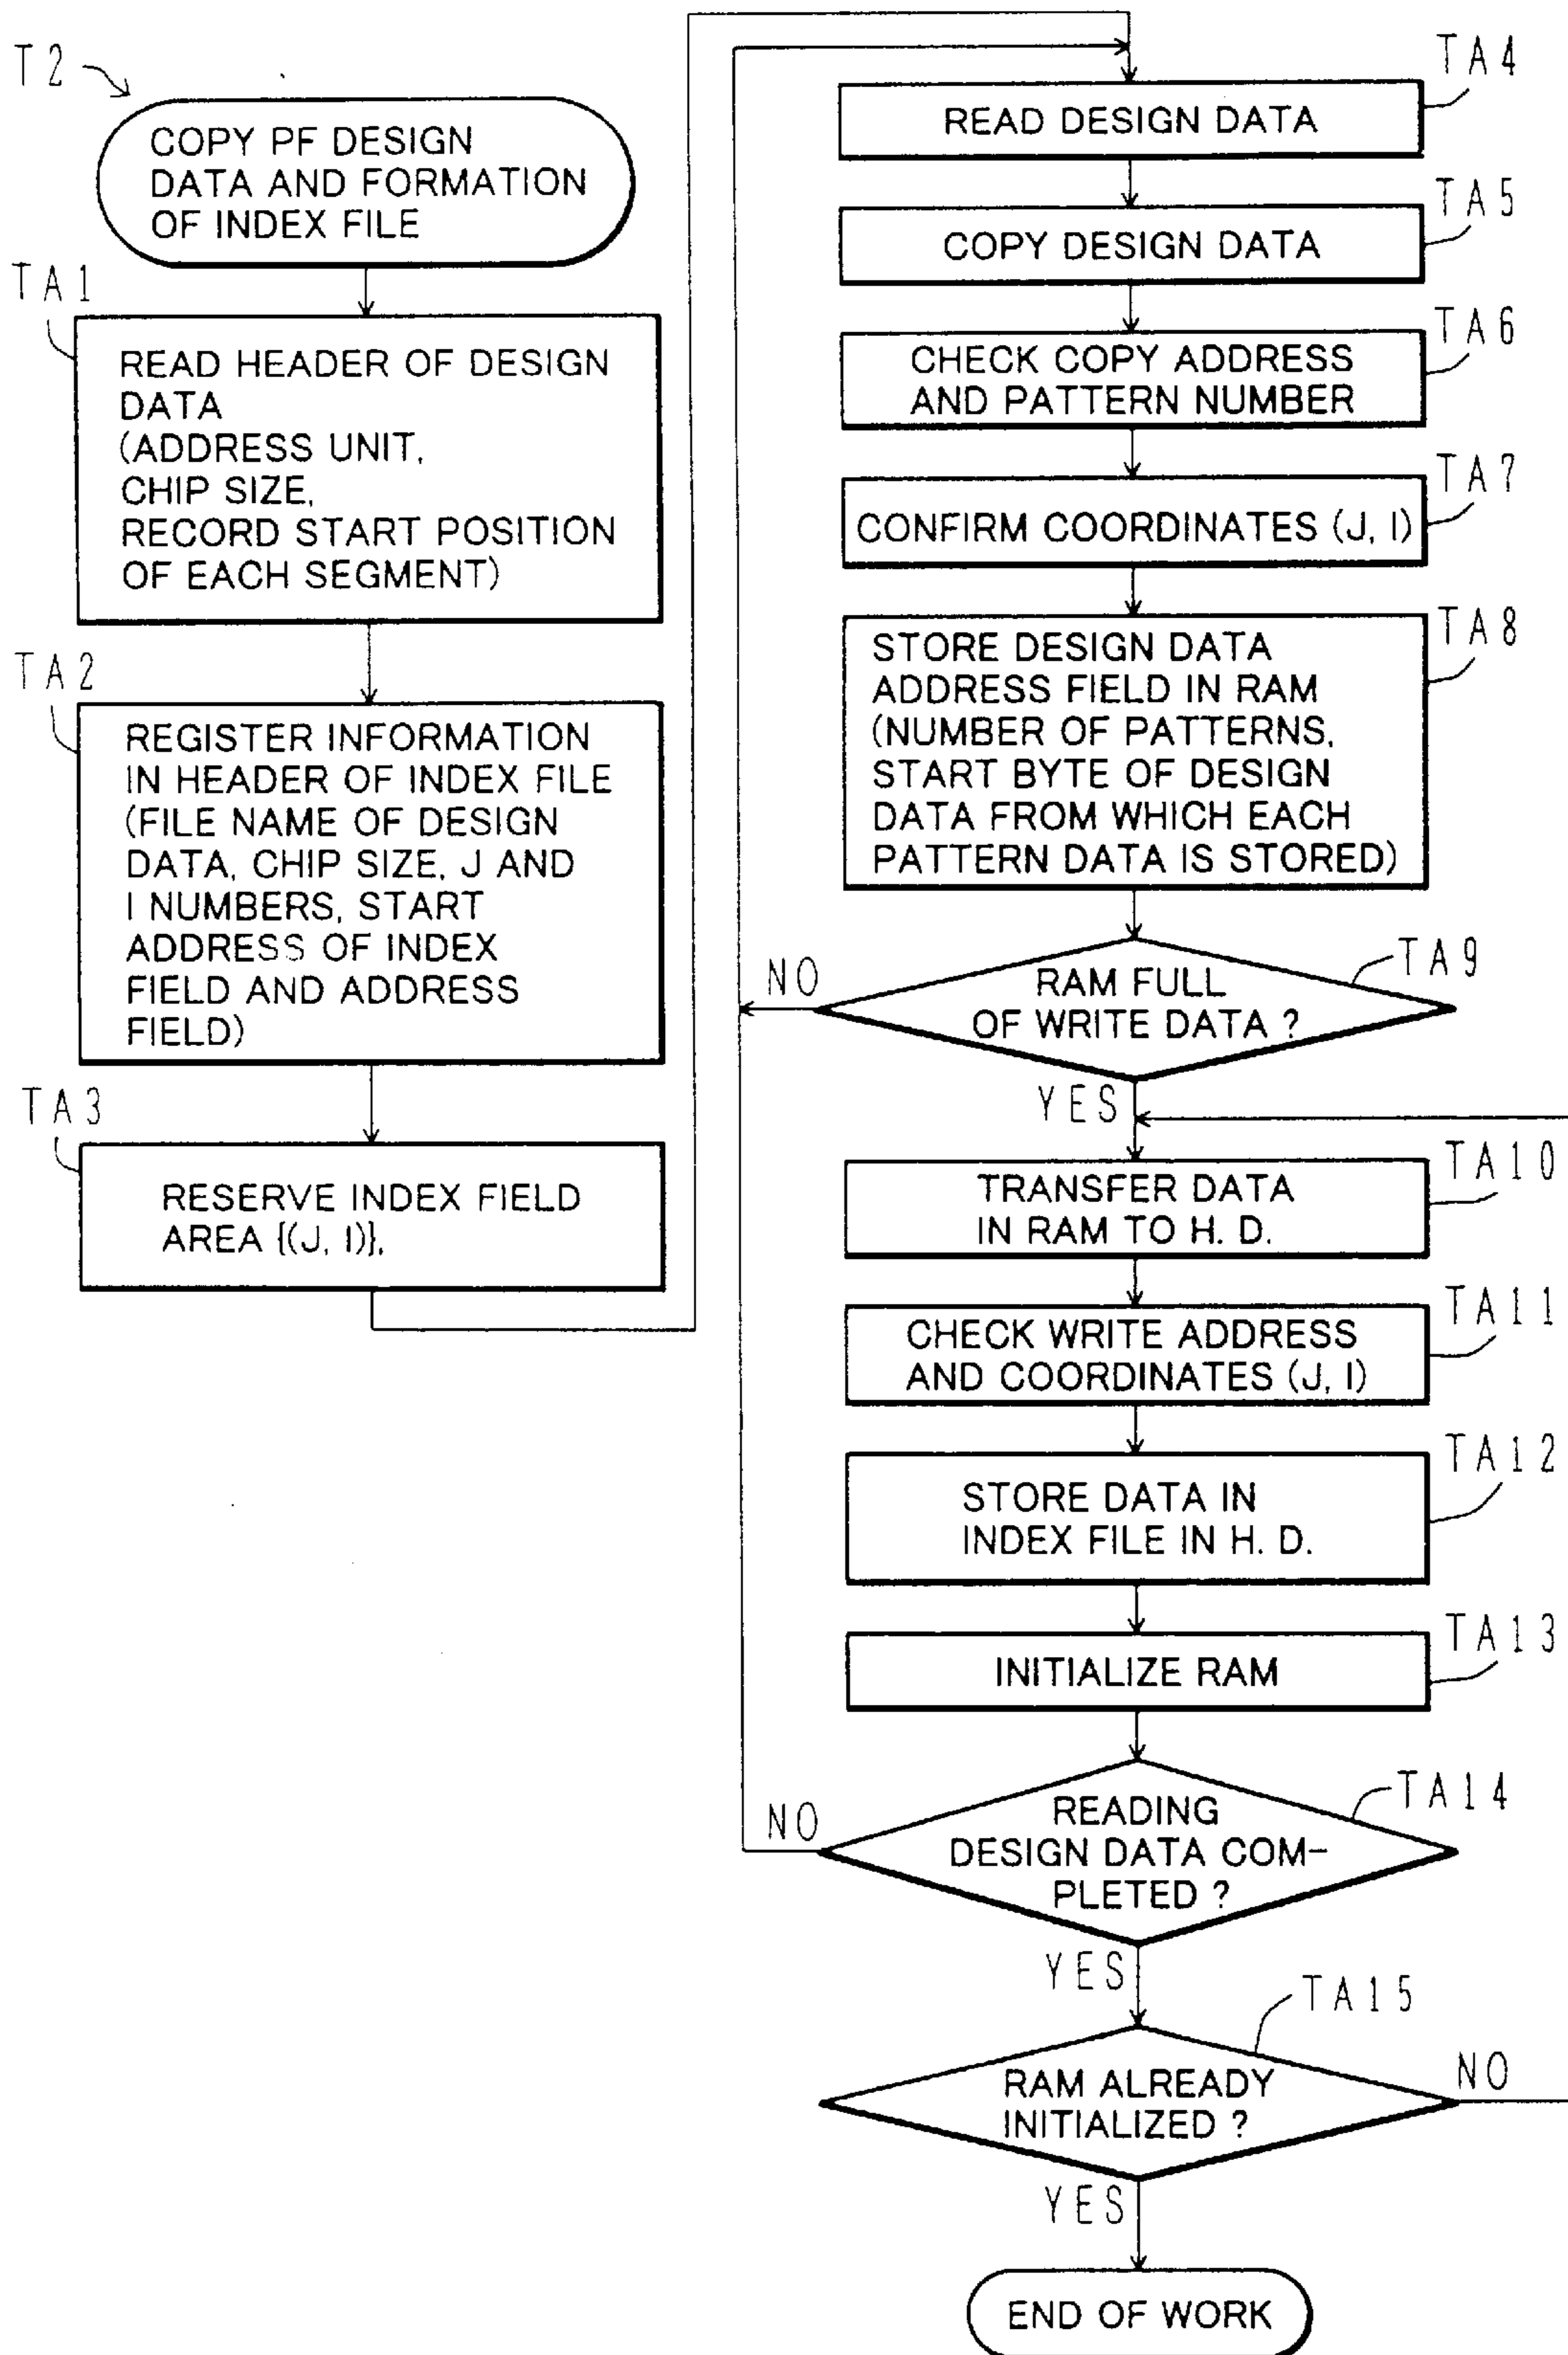 T2
COPY PF DESIGN
DATA AND FORMATION
OF INDEX FILE
TA1
READ HEADER OF DESIGN
DATA
(ADDRESS UNIT,
CHIP SIZE,
RECORD START POSITION
OF EACH SEGMENT)
TA2
REGISTER INFORMATION
IN HEADER OF INDEX FILE
(FILE NAME OF DESIGN
DATA, CHIP SIZE, J AND
I NUMBERS, START
ADDRESS OF INDEX
FIELD AND ADDRESS
FIELD)
TA3
RESERVE INDEX FIELD
AREA {(J, I)},
TA4
READ DESIGN DATA
TA5
COPY DESIGN DATA
TA6
CHECK COPY ADDRESS
AND PATTERN NUMBER
TA7
CONFIRM COORDINATES (J, I)
TA8
STORE DESIGN DATA
ADDRESS FIELD IN RAM
(NUMBER OF PATTERNS,
START BYTE OF DESIGN
DATA FROM WHICH EACH
PATTERN DATA IS STORED)
TA9
NO
RAM FULL
OF WRITE DATA ?
YES
TA10
TRANSFER DATA
IN RAM TO H. D.
TA11
CHECK WRITE ADDRESS
AND COORDINATES (J, I)
TA12
STORE DATA IN
INDEX FILE IN H. D.
TA13
INITIALIZE RAM
TA14
NO
READING
DESIGN DATA COM-
PLETED ?
YES
TA15
RAM ALREADY
INITIALIZED ?
NO
YES
END OF WORK